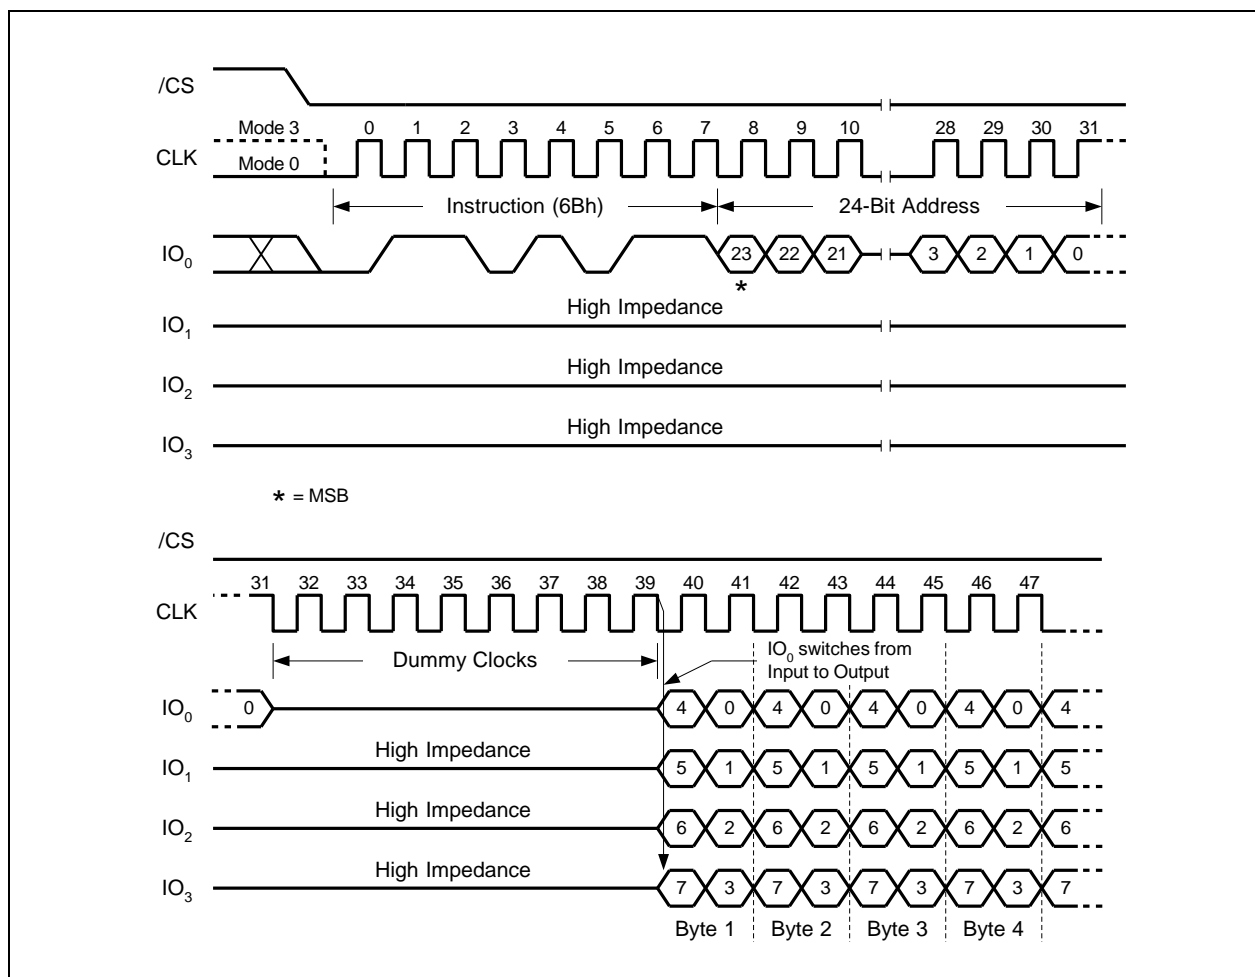 /CS
Mode 3 0 1 2 3 4 5 6 7 8 9 10 28 29 30 31
CLK
Mode 0
Instruction (6Bh) 24-Bit Address
IO0 23 22 21 3 2 1 0
*
High Impedance
IO1
High Impedance
IO2
High Impedance
IO3
* = MSB
/CS
31 32 33 34 35 36 37 38 39 40 41 42 43 44 45 46 47
CLK
Dummy Clocks
IO0 switches from
Input to Output
IO0 0 4 0 4 0 4 0 4 0 4
High Impedance
IO1 5 1 5 1 5 1 5 1 5
High Impedance
IO2 6 2 6 2 6 2 6 2 6
High Impedance
IO3 7 3 7 3 7 3 7 3 7
Byte 1 Byte 2 Byte 3 Byte 4